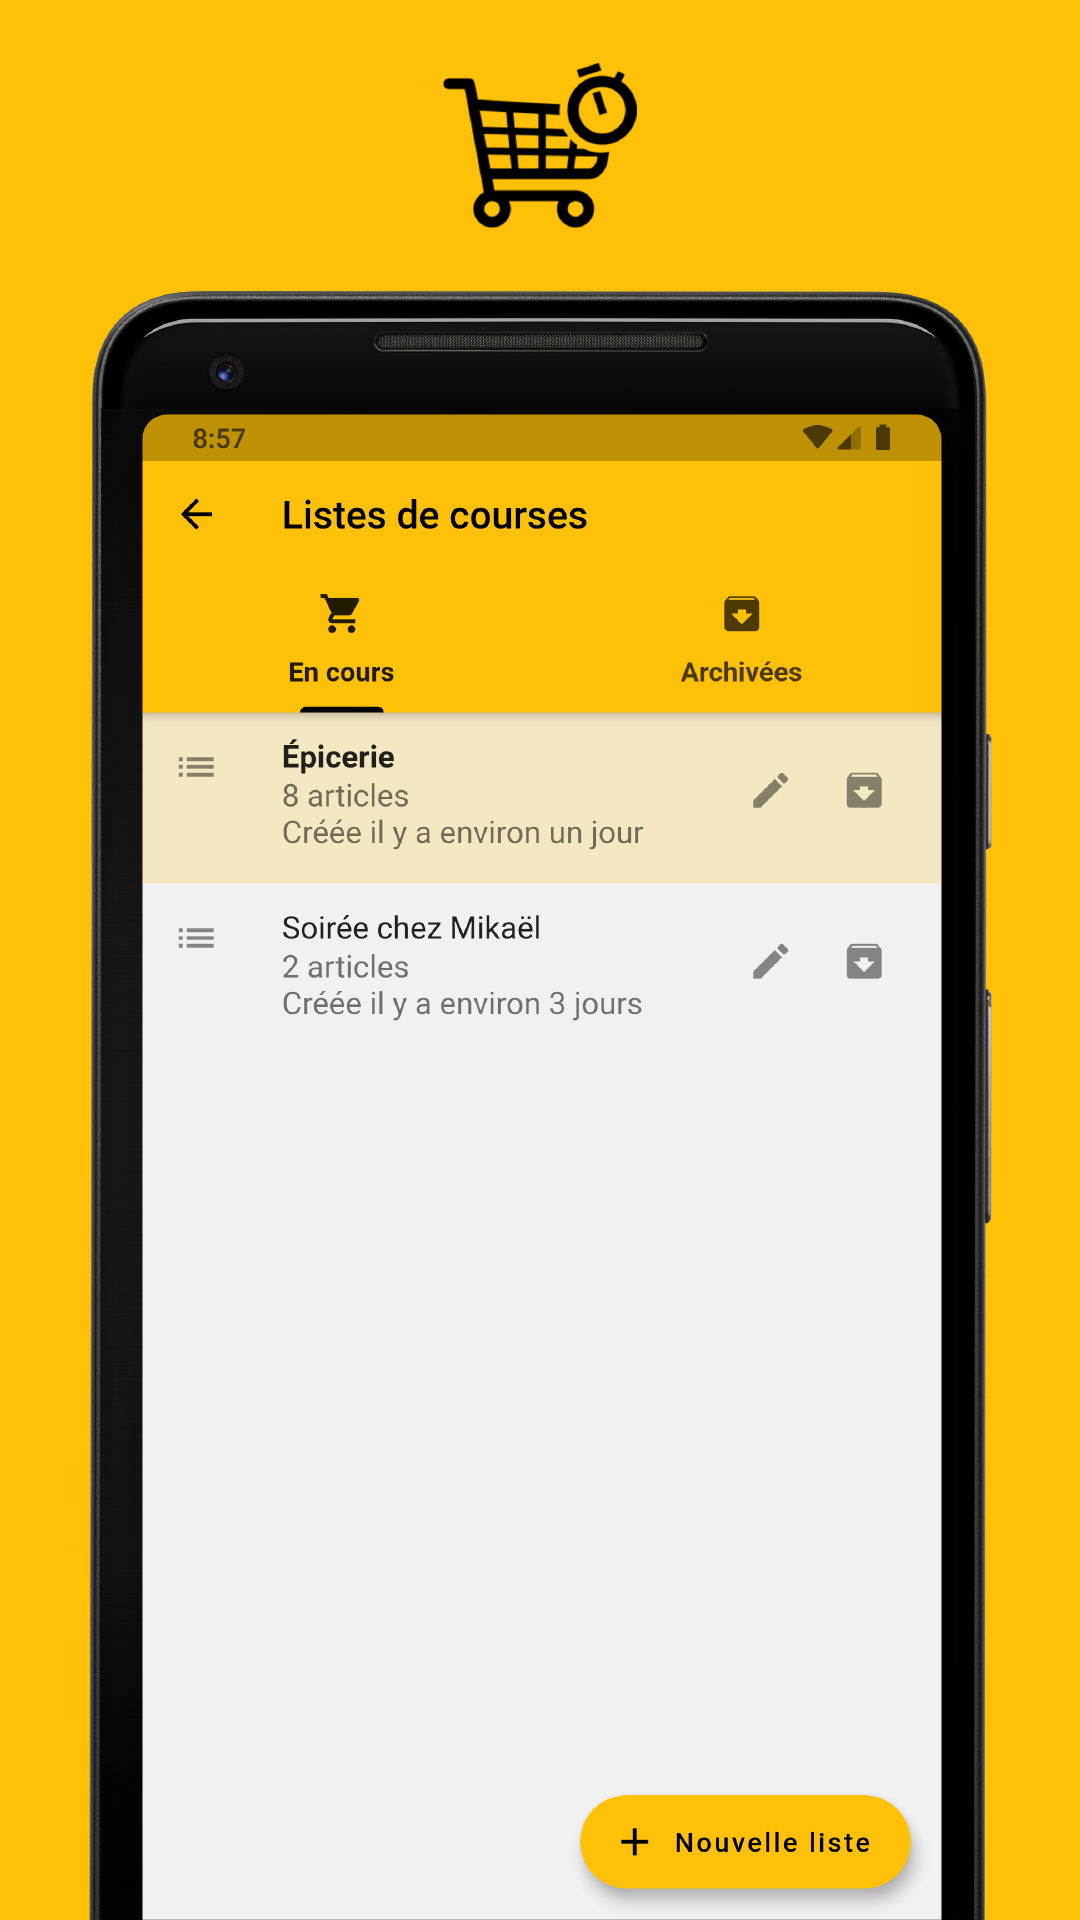 8:57
Listes de courses
En cours
Archivées
Épicerie
8 articles
Créée il y a environ un jour
Soirée chez Mikaël
2 articles
Créée il y a environ 3 jours
Nouvelle liste